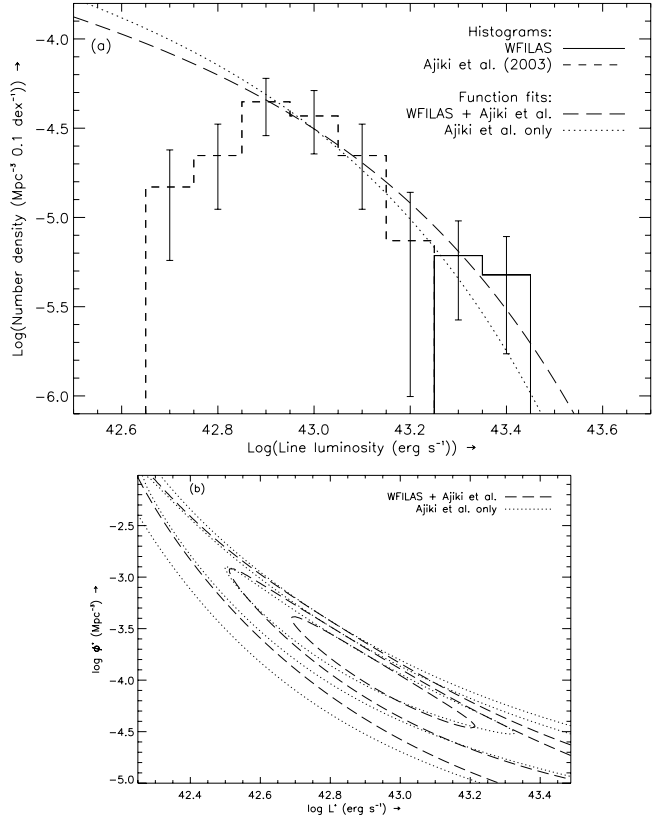 (a)
Histograms:
WFILAS
Ajiki et al. (2003)
Function fits:
WFILAS + Ajiki et al.
Ajiki et al. only
Log(Number density (Mpc⁻³ 0.1 dex⁻¹)) →
−4.0
−4.5
−5.0
−5.5
−6.0
42.6 42.8 43.0 43.2 43.4 43.6
Log(Line luminosity (erg s⁻¹)) →
(b)
WFILAS + Ajiki et al.
Ajiki et al. only
log ϕ* (Mpc⁻³) →
−2.5
−3.0
−3.5
−4.0
−4.5
−5.0
42.4 42.6 42.8 43.0 43.2 43.4
log L* (erg s⁻¹) →